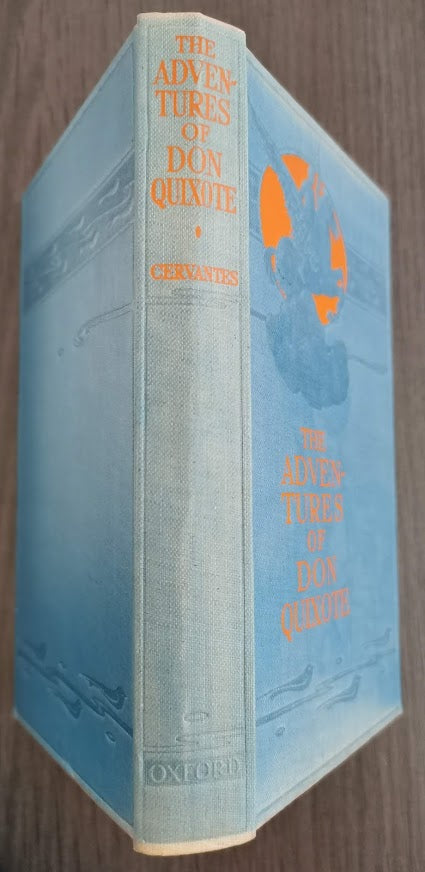 THE
ADVEN-
TURES
OF
DON
QUIXOTE
CERVANTES
OXFORD
THE
ADVEN-
TURES
OF
DON
QUIXOTE